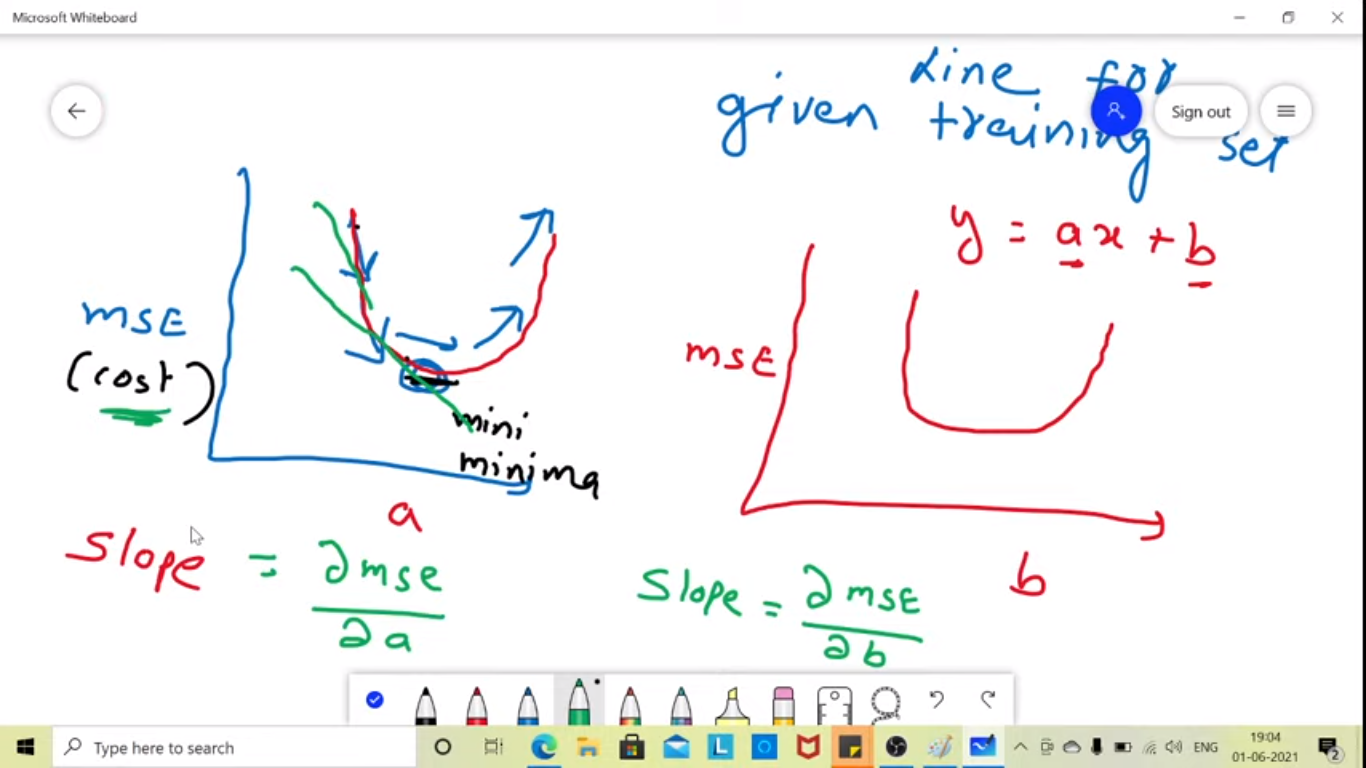 Microsoft Whiteboard
Line for
given training set
Sign out
y = ax + b
MSE
(cost)
mini
minima
a
Slope = ∂mse/∂a
MSE
b
Slope = ∂MSE/∂b
Type here to search
ENG
19:04
01-06-2021
2